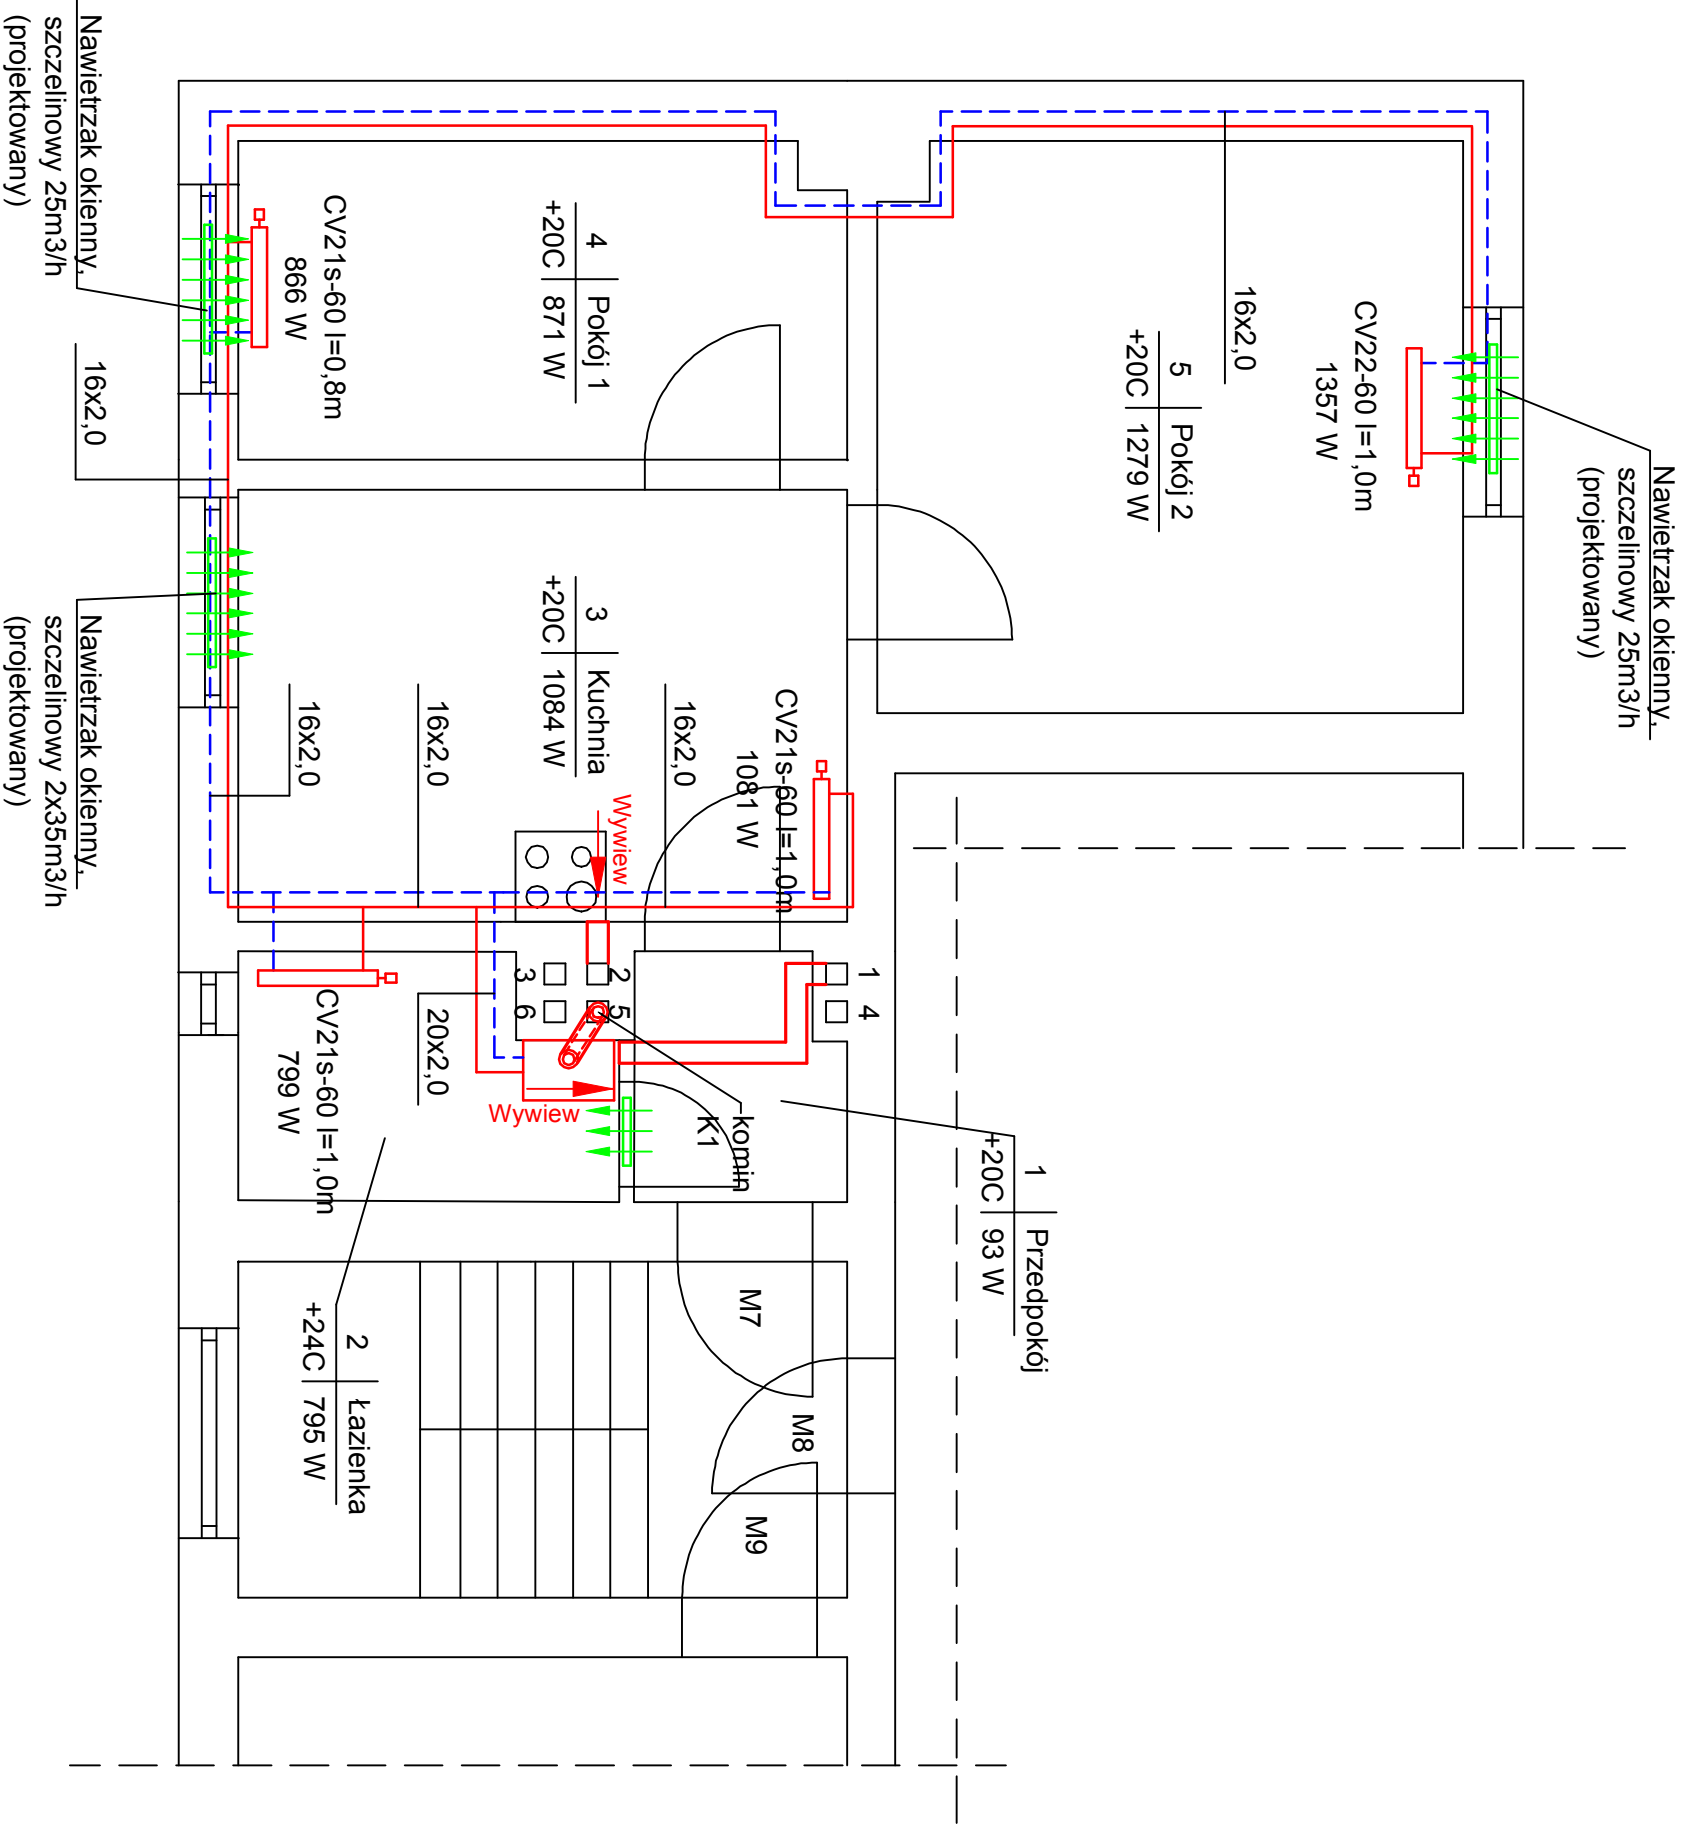 Nawietrzak okienny,
szczelinowy 25m3/h
(projektowany)
CV22-60 l=1,0m
1357 W
16x2,0
5 Pokój 2
+20C 1279 W
1 Przedpokój
+20C 93 W
1
4
CV21s-60 l=1,0m
1081 W
16x2,0
4 Pokój 1
+20C 871 W
3 Kuchnia
+20C 1084 W
Wywiew
2
5
3
6
komin
K1
Wywiew
M7
M8
M9
16x2,0
20x2,0
CV21s-60 l=0,8m
866 W
16x2,0
CV21s-60 l=1,0m
799 W
2 Łazienka
+24C 795 W
16x2,0
Nawietrzak okienny,
szczelinowy 25m3/h
(projektowany)
Nawietrzak okienny,
szczelinowy 2x35m3/h
(projektowany)